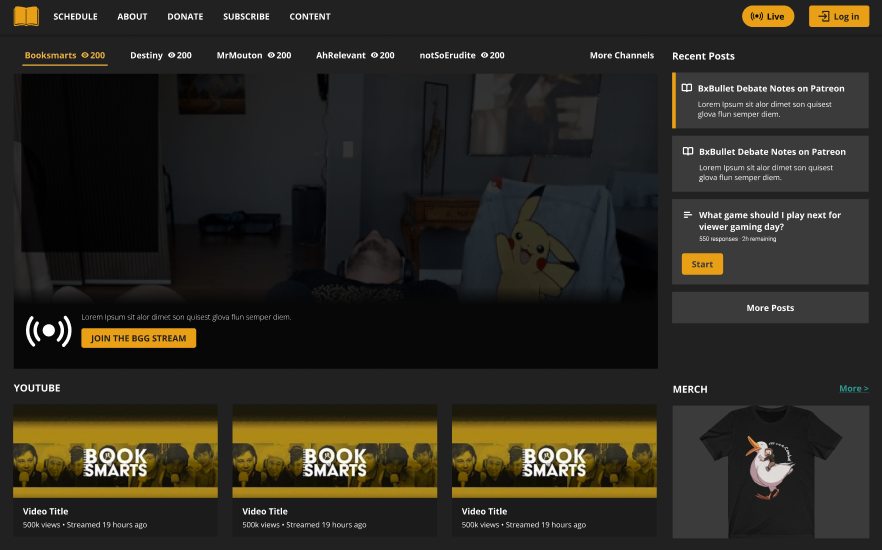 SCHEDULE ABOUT DONATE SUBSCRIBE CONTENT
Live
Log in
Booksmarts 200 Destiny 200 MrMouton 200 AhRelevant 200 notSoErudite 200 More Channels
Lorem Ipsum sit alor dimet son quisest glova flun semper diem.
JOIN THE BGG STREAM
Recent Posts
BxBullet Debate Notes on Patreon
Lorem Ipsum sit alor dimet son quisest
glova flun semper diem.
BxBullet Debate Notes on Patreon
Lorem Ipsum sit alor dimet son quisest
glova flun semper diem.
What game should I play next for
viewer gaming day?
550 responses · 2h remaining
Start
More Posts
YOUTUBE
BOOK
SMARTS
Video Title
500k views • Streamed 19 hours ago
BOOK
SMARTS
Video Title
500k views • Streamed 19 hours ago
BOOK
SMARTS
Video Title
500k views • Streamed 19 hours ago
MERCH
More >